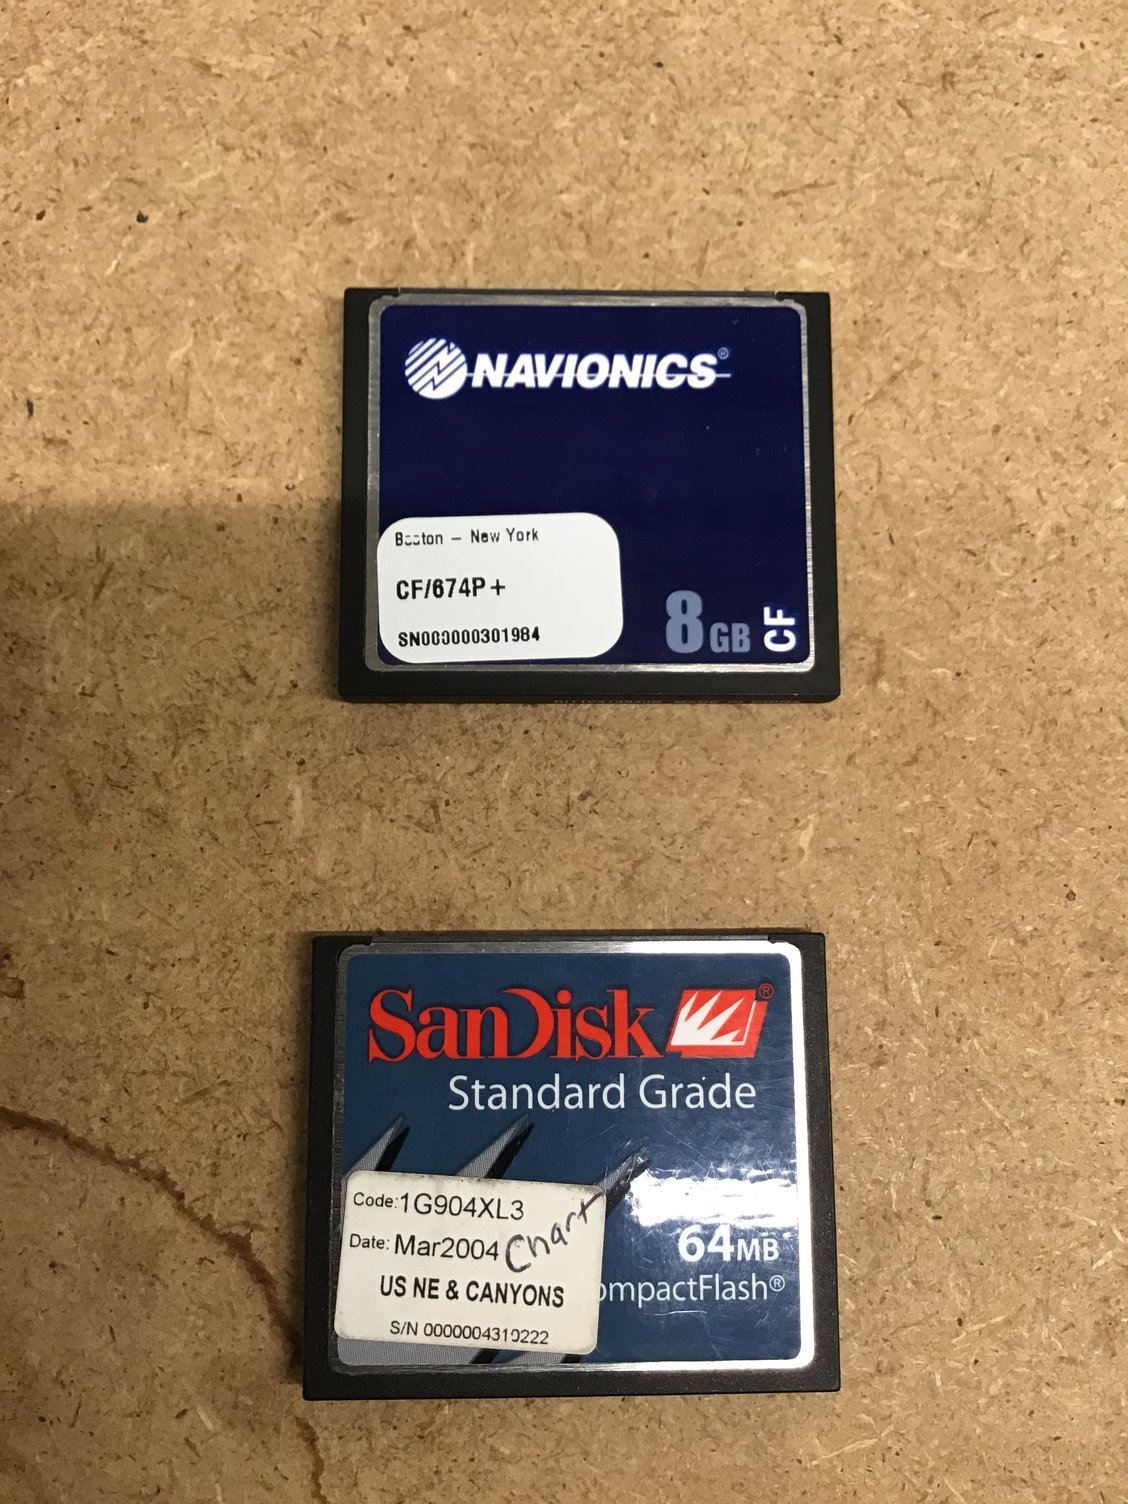 NAVIONICS®
Boston – New York
CF/674P+
SN000000301984
8GB CF
SanDisk ®
Standard Grade
Code:1G904XL3
Date: Mar2004 Chart
US NE & CANYONS
S/N 0000004310222
64MB
ompactFlash®